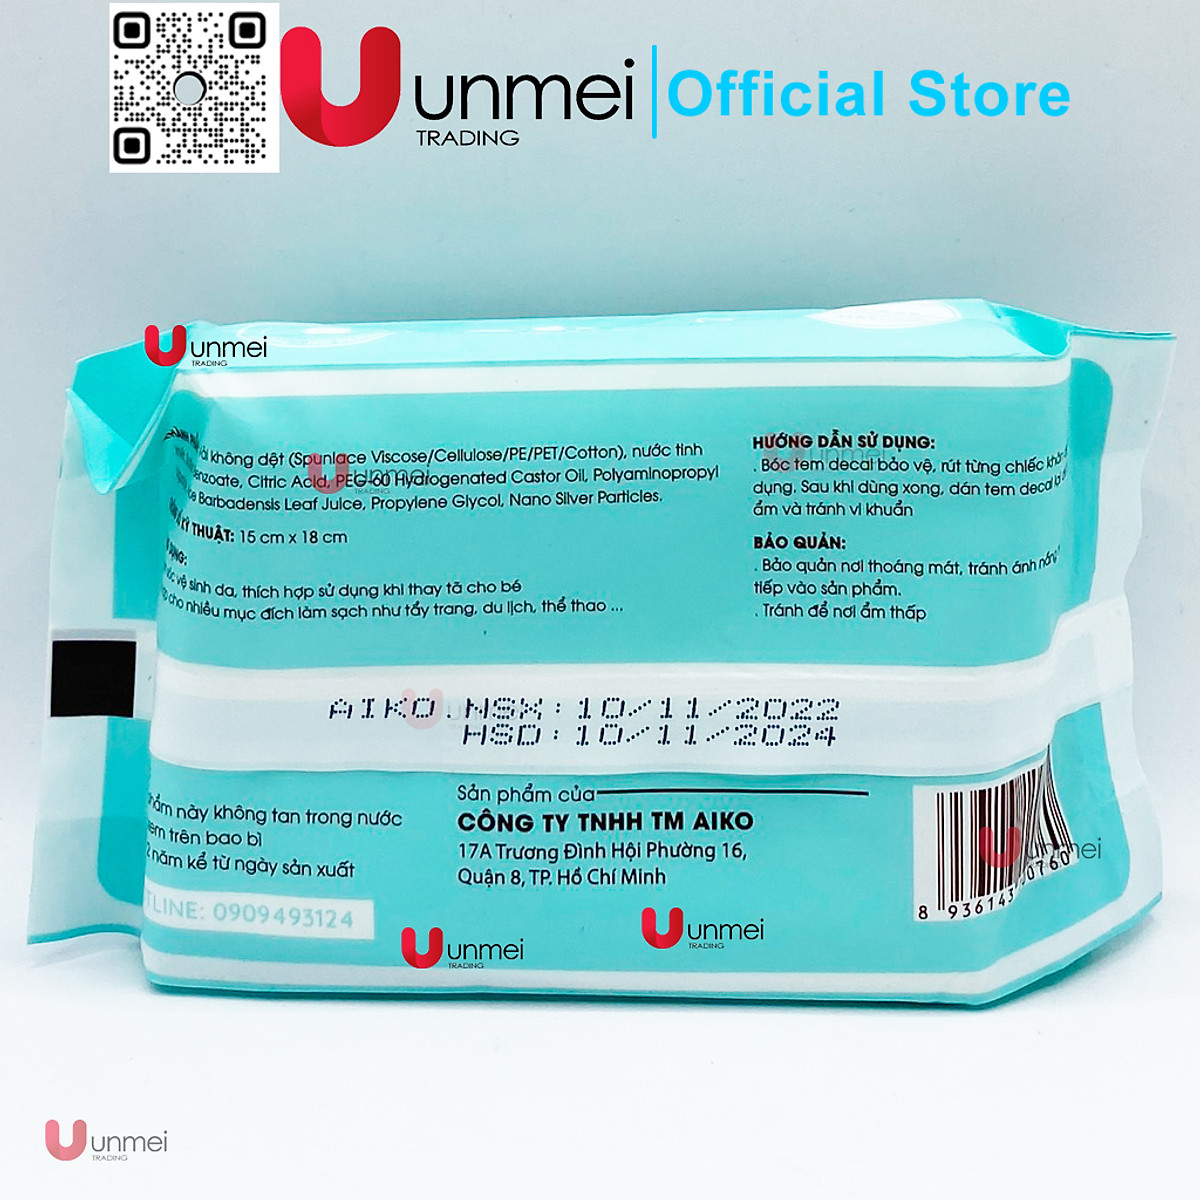 Unmei
TRADING
Official Store
Unmei
TRADING
không dệt (Spunlace Viscose/Cellulose/PE/PET/Cotton), nước tinh
Citric Acid, PEG-60 Hydrogenated Castor Oil, Polyaminopropyl
Barbadensis Leaf Juice, Propylene Glycol, Nano Silver Particles.
KỸ THUẬT: 15 cm x 18 cm
vệ sinh da, thích hợp sử dụng khi thay tã cho bé
cho nhiều mục đích làm sạch như tẩy trang, du lịch, thể thao ...
HƯỚNG DẪN SỬ DỤNG:
. Bóc tem decal bảo vệ, rút từng chiếc khăn
dụng. Sau khi dùng xong, dán tem decal lại
ẩm và tránh vi khuẩn
BẢO QUẢN:
. Bảo quản nơi thoáng mát, tránh ánh nắng
tiếp vào sản phẩm.
. Tránh để nơi ẩm thấp
AIKO.NSX:10/11/2022
HSD:10/11/2024
này không tan trong nước
trên bao bì
2 năm kể từ ngày sản xuất
TLINE: 0909493124
Sản phẩm của
CÔNG TY TNHH TM AIKO
17A Trương Đình Hội Phường 16,
Quận 8, TP. Hồ Chí Minh
Unmei
TRADING
Unmei
TRADING
Unmei
TRADING